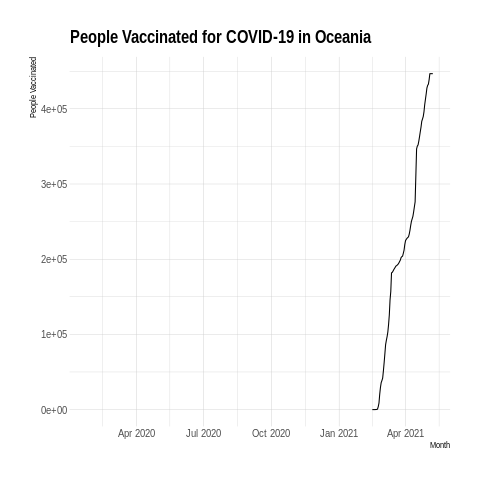 People Vaccinated for COVID-19 in Oceania
People Vaccinated
4e+05
3e+05
2e+05
1e+05
0e+00
Apr 2020 Jul 2020 Oct 2020 Jan 2021 Apr 2021
Month